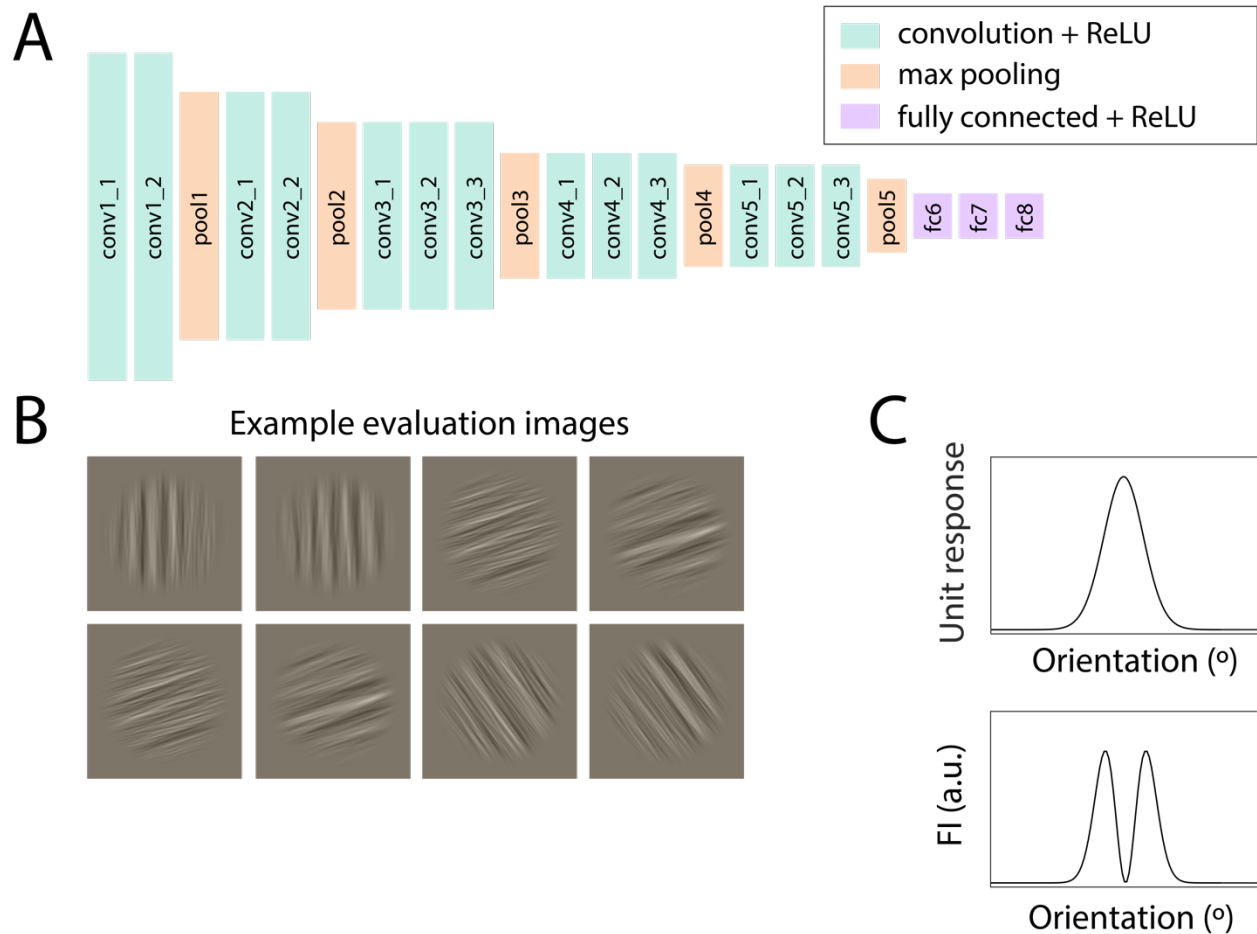 A
convolution + ReLU
max pooling
fully connected + ReLU
conv1_1
conv1_2
pool1
conv2_1
conv2_2
pool2
conv3_1
conv3_2
conv3_3
pool3
conv4_1
conv4_2
conv4_3
pool4
conv5_1
conv5_2
conv5_3
pool5
fc6
fc7
fc8
B
Example evaluation images
C
Unit response
Orientation (º)
FI (a.u.)
Orientation (º)